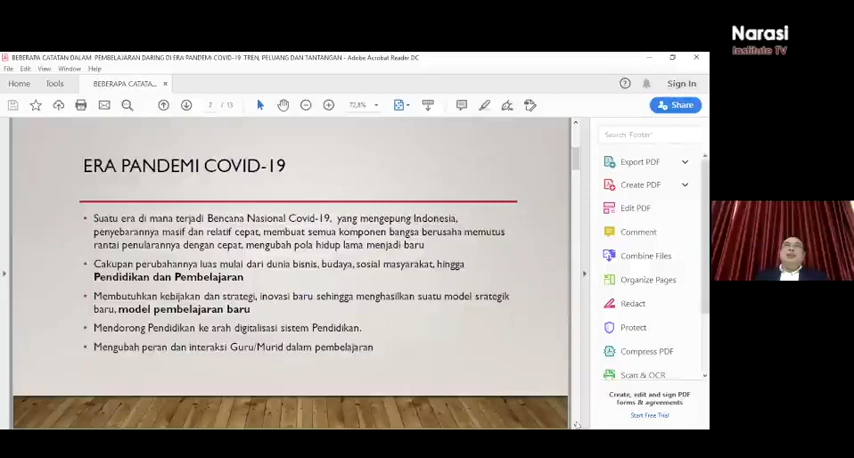 Narasi
Institute TV
BEBERAPA CATATAN DALAM PEMBELAJARAN DARING DI ERA PANDEMI COVID-19 TREN, PELUANG DAN TANTANGAN - Adobe Acrobat Reader DC
File Edit View Window Help
Home Tools BEBERAPA CATATA... × Sign In
2 / 13 72,8% Share
ERA PANDEMI COVID-19
• Suatu era di mana terjadi Bencana Nasional Covid-19, yang mengepung Indonesia,
penyebarannya masif dan relatif cepat, membuat semua komponen bangsa berusaha memutus
rantai penularannya dengan cepat, mengubah pola hidup lama menjadi baru
• Cakupan perubahannya luas mulai dari dunia bisnis, budaya, sosial masyarakat, hingga
Pendidikan dan Pembelajaran
• Membutuhkan kebijakan dan strategi, inovasi baru sehingga menghasilkan suatu model srategik
baru, model pembelajaran baru
• Mendorong Pendidikan ke arah digitalisasi sistem Pendidikan.
• Mengubah peran dan interaksi Guru/Murid dalam pembelajaran
Search 'Footer'
Export PDF
Create PDF
Edit PDF
Comment
Combine Files
Organize Pages
Redact
Protect
Compress PDF
Scan & OCR
Create, edit and sign PDF
forms & agreements
Start Free Trial